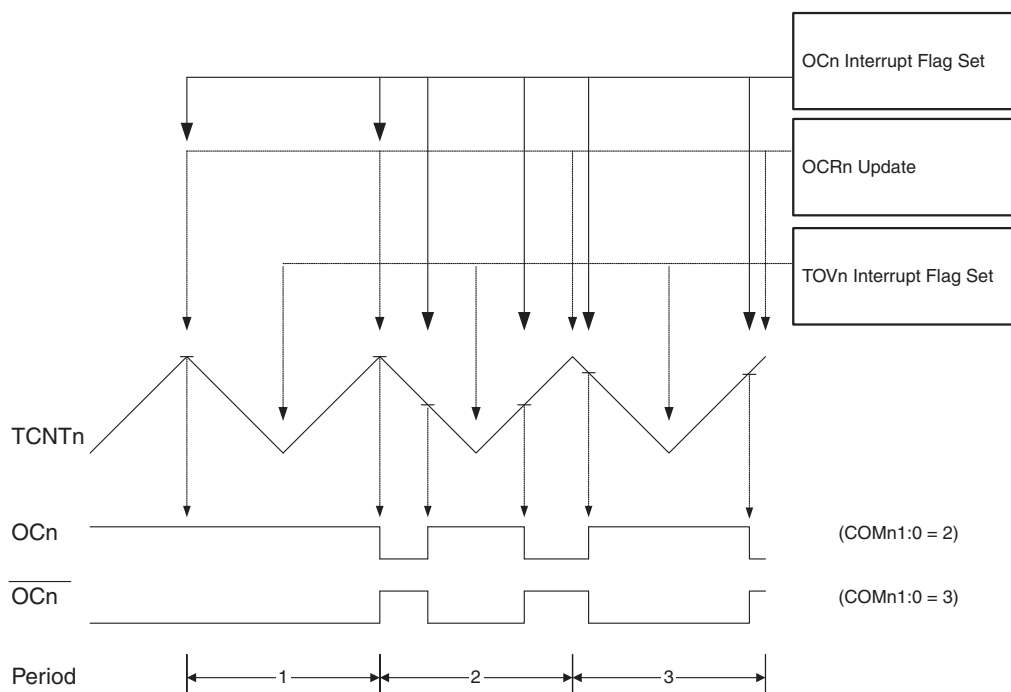 OCn Interrupt Flag Set
OCRn Update
TOVn Interrupt Flag Set
TCNTn
OCn (COMn1:0 = 2)
OCn (COMn1:0 = 3)
Period 1 2 3